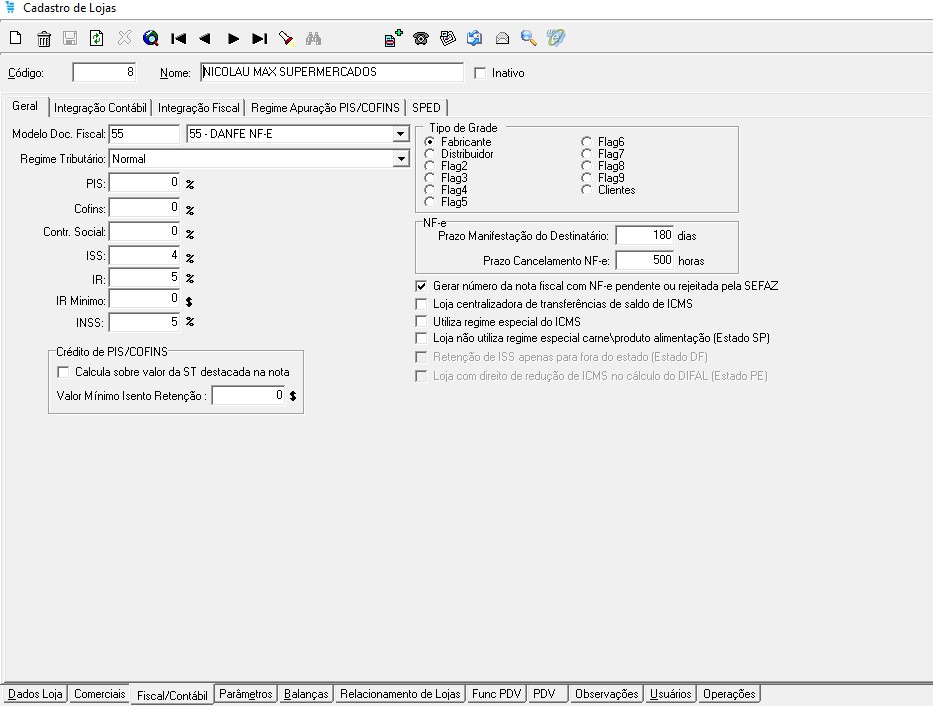 Cadastro de Lojas
Código: 8 Nome: NICOLAU MAX SUPERMERCADOS Inativo
Geral Integração Contábil Integração Fiscal Regime Apuração PIS/COFINS SPED
Modelo Doc. Fiscal: 55 55 - DANFE NF-E
Regime Tributário: Normal
PIS: 0 %
Cofins: 0 %
Contr. Social: 0 %
ISS: 4 %
IR: 5 %
IR Minimo: 0 $
INSS: 5 %
Crédito de PIS/COFINS
Calcula sobre valor da ST destacada na nota
Valor Mínimo Isento Retenção : 0 $
Tipo de Grade
Fabricante
Distribuidor
Flag2
Flag3
Flag4
Flag5
Flag6
Flag7
Flag8
Flag9
Clientes
NF-e
Prazo Manifestação do Destinatário: 180 dias
Prazo Cancelamento NF-e: 500 horas
Gerar número da nota fiscal com NF-e pendente ou rejeitada pela SEFAZ
Loja centralizadora de transferências de saldo de ICMS
Utiliza regime especial do ICMS
Loja não utiliza regime especial carne\produto alimentação (Estado SP)
Retenção de ISS apenas para fora do estado (Estado DF)
Loja com direito de redução de ICMS no cálculo do DIFAL (Estado PE)
Dados Loja Comerciais Fiscal/Contábil Parâmetros Balanças Relacionamento de Lojas Func PDV PDV Observações Usuários Operações